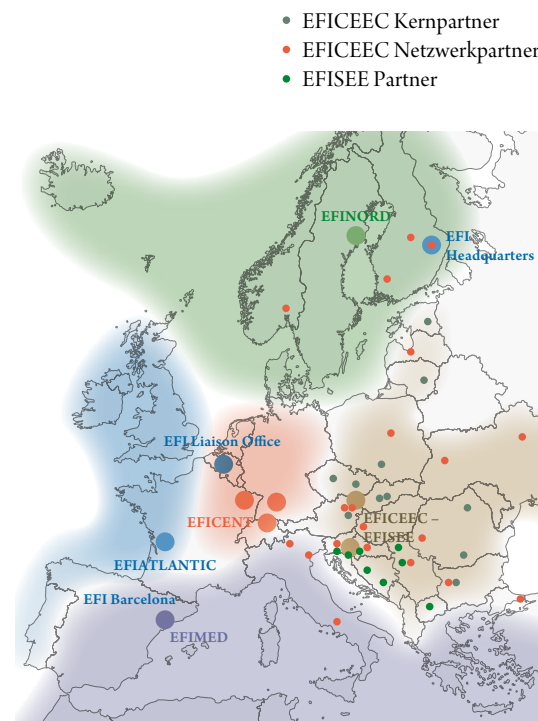 EFICEEC Kernpartner
EFICEEC Netzwerkpartner
EFISEE Partner
EFINORD
EFI
Headquarters
EFI Liaison Office
EFICENT
EFICEEC –
EFISEE
EFIATLANTIC
EFI Barcelona
EFIMED